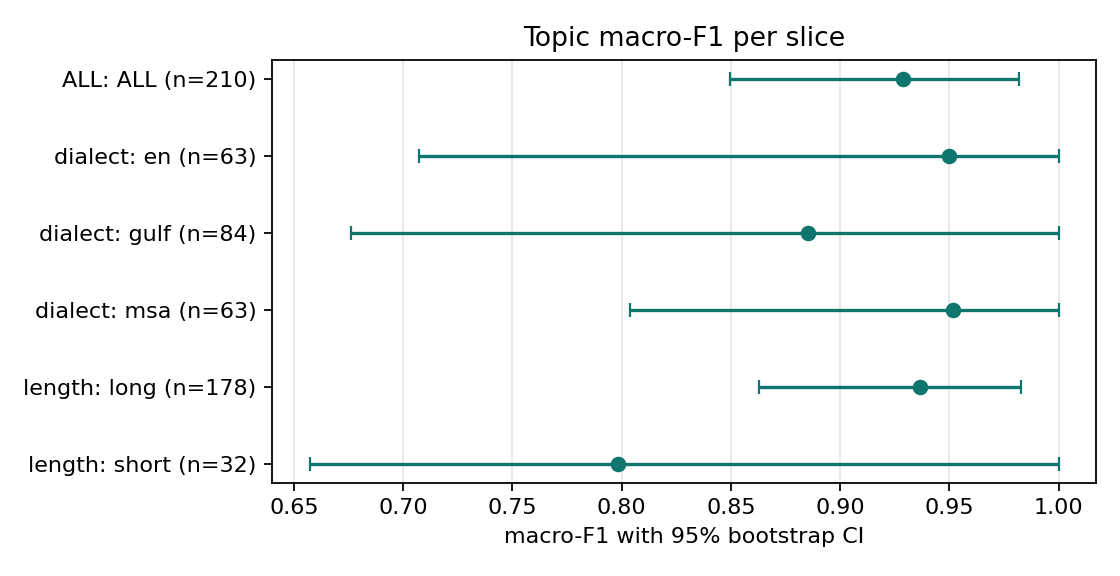 Topic macro-F1 per slice
ALL: ALL (n=210)
dialect: en (n=63)
dialect: gulf (n=84)
dialect: msa (n=63)
length: long (n=178)
length: short (n=32)
0.65 0.70 0.75 0.80 0.85 0.90 0.95 1.00
macro-F1 with 95% bootstrap CI